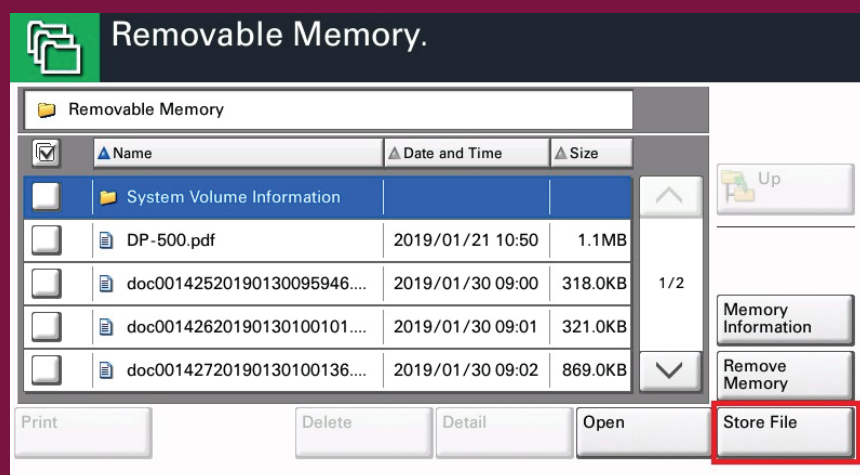 Removable Memory.
Removable Memory
Name Date and Time Size
System Volume Information
DP-500.pdf 2019/01/21 10:50 1.1MB
doc00142520190130095946.... 2019/01/30 09:00 318.0KB
doc00142620190130100101.... 2019/01/30 09:01 321.0KB
doc00142720190130100136.... 2019/01/30 09:02 869.0KB
1/2
Up
Memory
Information
Remove
Memory
Print Delete Detail Open Store File